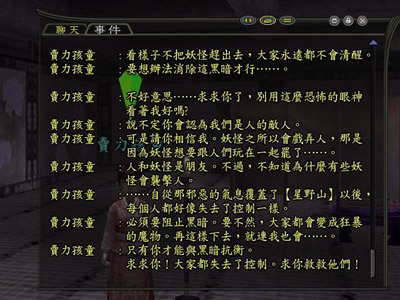 聊天 事件
賣力孩童 : 看樣子不把妖怪趕出去，大家永遠都不會清醒。
賣力孩童 : 要想辦法消除這黑暗才行⋯⋯。
賣力孩童 : 不好意思⋯⋯求求你了，別用這麼恐怖的眼神
看著我好嗎?
賣力孩童 : 說不定你會認為我們是人的敵人。
賣力孩童 : 可是請你相信我。妖怪之所以會戲弄人，那是
因為妖怪想要跟人們玩在一起罷了⋯⋯。
賣力孩童 : 人和妖怪是朋友。不過，不知道為什麼有些妖
怪會襲擊人。
賣力孩童 : ⋯⋯自從那邪惡的氣息覆蓋了【星野山】以後，
每個人都好像失去了控制一樣。
賣力孩童 : 必須要阻止黑暗。要不然，大家都會變成狂暴
的魔物。再這樣下去，就連我也會⋯⋯。
賣力孩童 : 只有你才能與黑暗抗衡。
求求你！大家都失去了控制。求你救救他們！
賣力